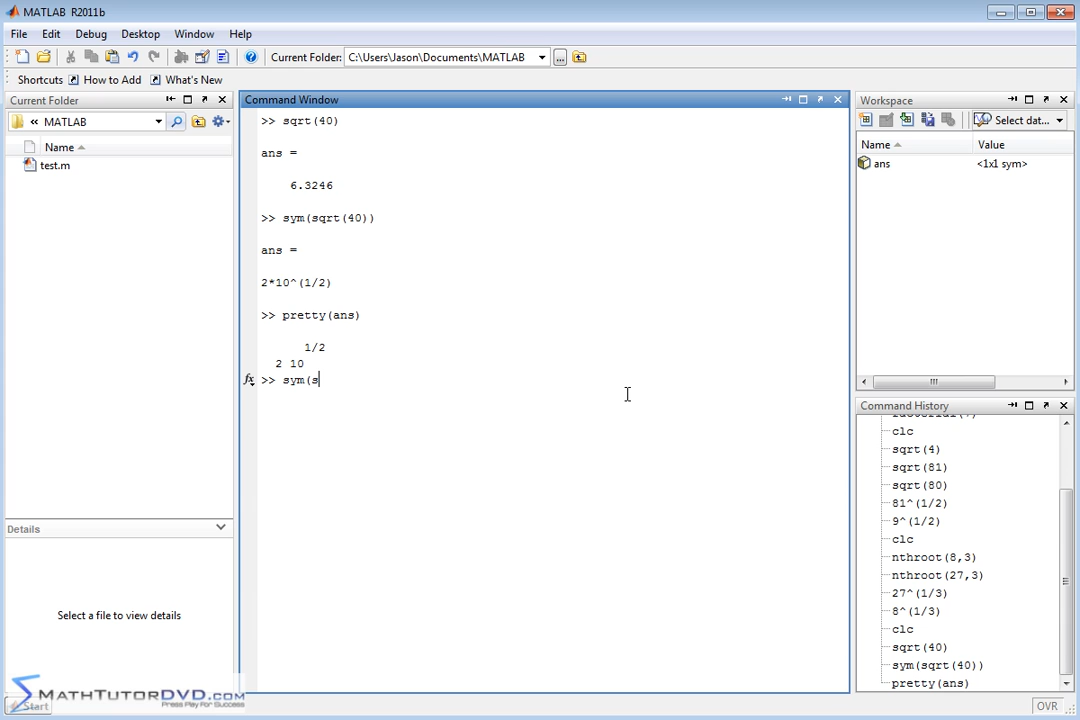 MATLAB R2011b
File Edit Debug Desktop Window Help
Current Folder: C:\Users\Jason\Documents\MATLAB ...
Shortcuts How to Add What's New
Current Folder
« MATLAB
Name
test.m
Details
Select a file to view details
MATHTUTORDVD.COM
Press Play For Success
Start
Command Window
>> sqrt(40)
ans =
6.3246
>> sym(sqrt(40))
ans =
2*10^(1/2)
>> pretty(ans)
1/2
2 10
fx >> sym(s
Workspace
Select dat...
Name Value
ans <1x1 sym>
Command History
clc
sqrt(4)
sqrt(81)
sqrt(80)
81^(1/2)
9^(1/2)
clc
nthroot(8,3)
nthroot(27,3)
27^(1/3)
8^(1/3)
clc
sqrt(40)
sym(sqrt(40))
pretty(ans)
OVR